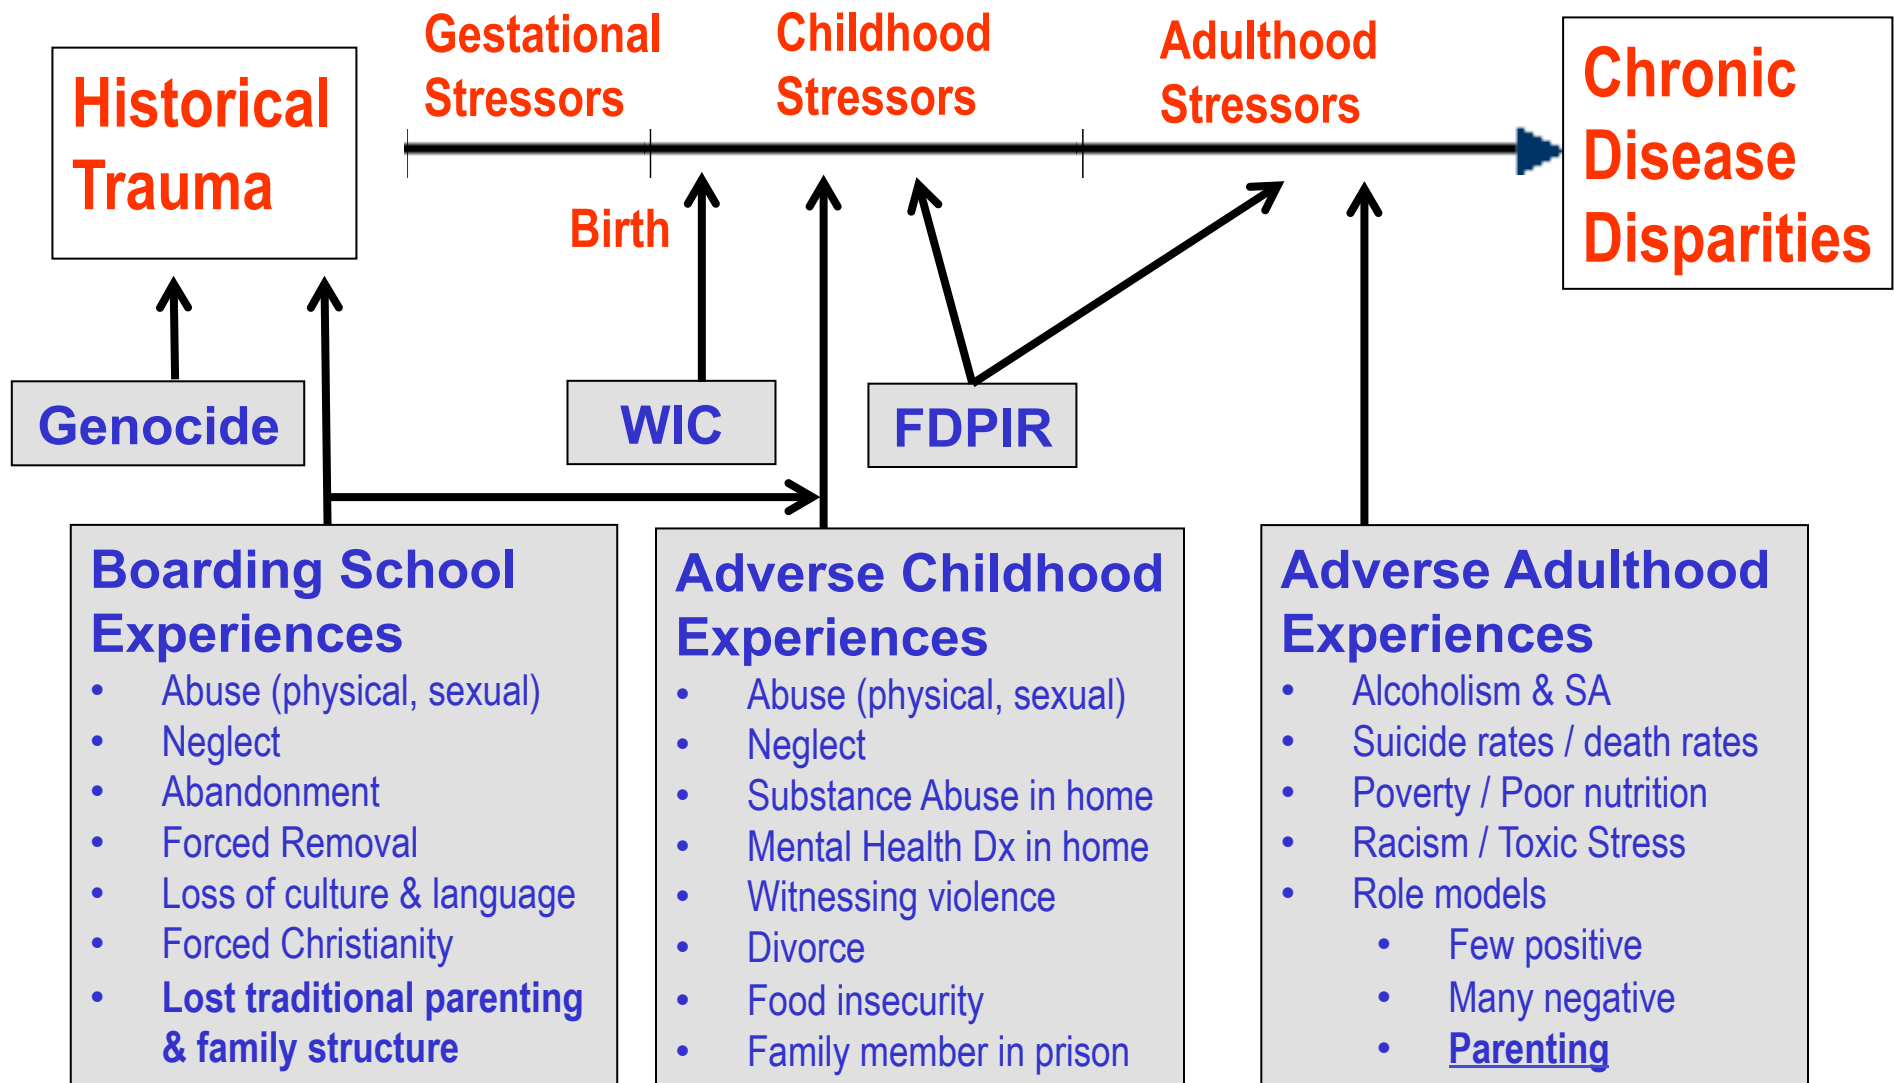 Historical
Trauma
Gestational
Stressors
Childhood
Stressors
Adulthood
Stressors
Chronic
Disease
Disparities
Birth
Genocide
WIC
FDPIR
Boarding School
Experiences
• Abuse (physical, sexual)
• Neglect
• Abandonment
• Forced Removal
• Loss of culture & language
• Forced Christianity
• Lost traditional parenting
& family structure
Adverse Childhood
Experiences
• Abuse (physical, sexual)
• Neglect
• Substance Abuse in home
• Mental Health Dx in home
• Witnessing violence
• Divorce
• Food insecurity
• Family member in prison
Adverse Adulthood
Experiences
• Alcoholism & SA
• Suicide rates / death rates
• Poverty / Poor nutrition
• Racism / Toxic Stress
• Role models
• Few positive
• Many negative
• Parenting